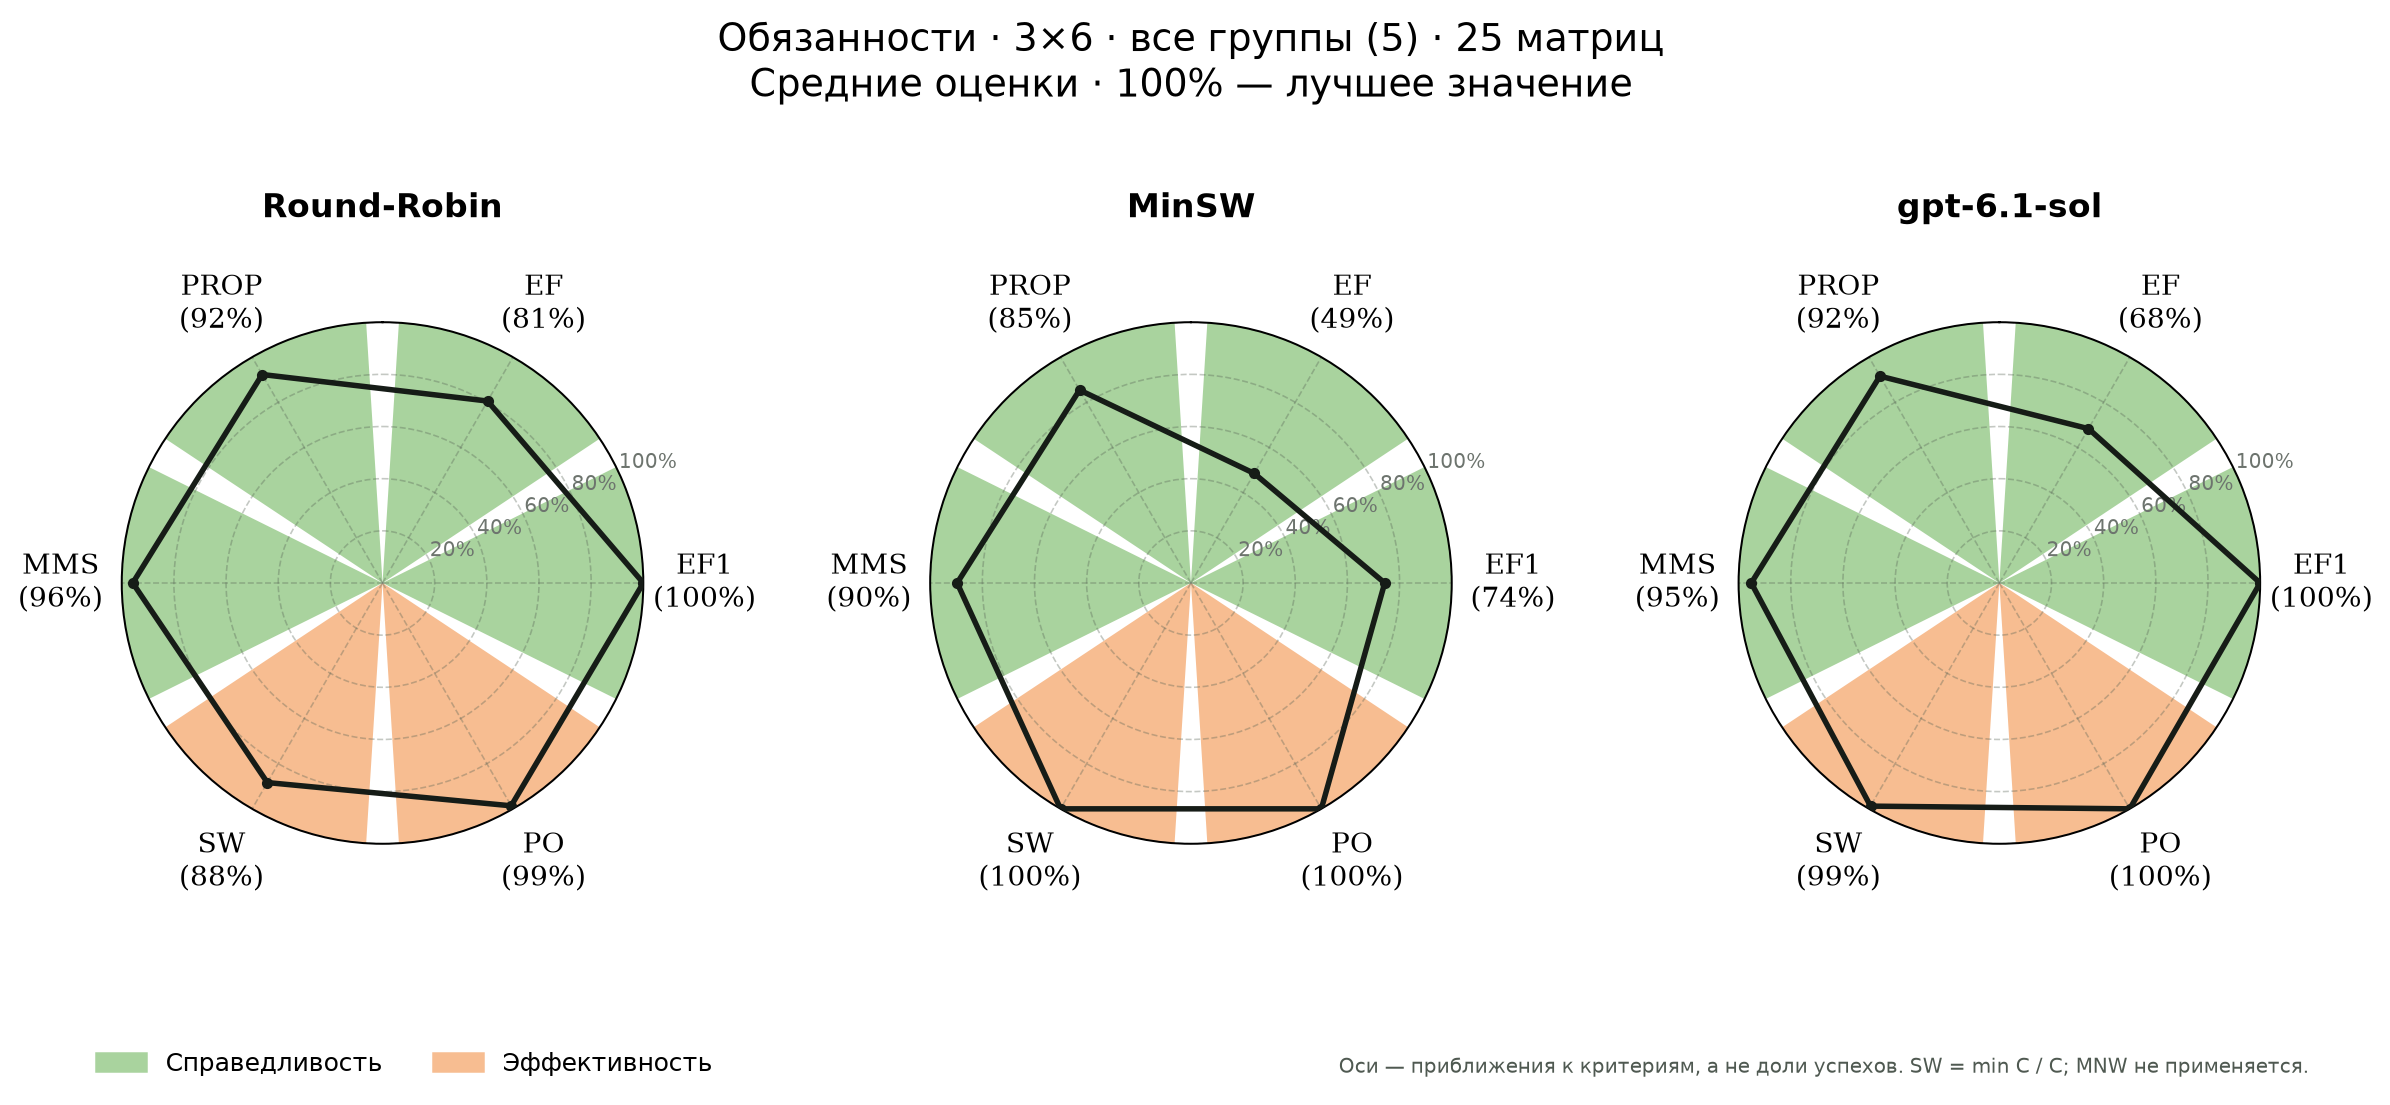 Обязанности · 3×6 · все группы (5) · 25 матриц
Средние оценки · 100% — лучшее значение
Round-Robin
PROP
(92%)
EF
(81%)
100%
80%
60%
40%
20%
MMS
(96%)
EF1
(100%)
SW
(88%)
PO
(99%)
MinSW
PROP
(85%)
EF
(49%)
100%
80%
60%
40%
20%
MMS
(90%)
EF1
(74%)
SW
(100%)
PO
(100%)
gpt-6.1-sol
PROP
(92%)
EF
(68%)
100%
80%
60%
40%
20%
MMS
(95%)
EF1
(100%)
SW
(99%)
PO
(100%)
Справедливость
Эффективность
Оси — приближения к критериям, а не доли успехов. SW = min C / C; MNW не применяется.